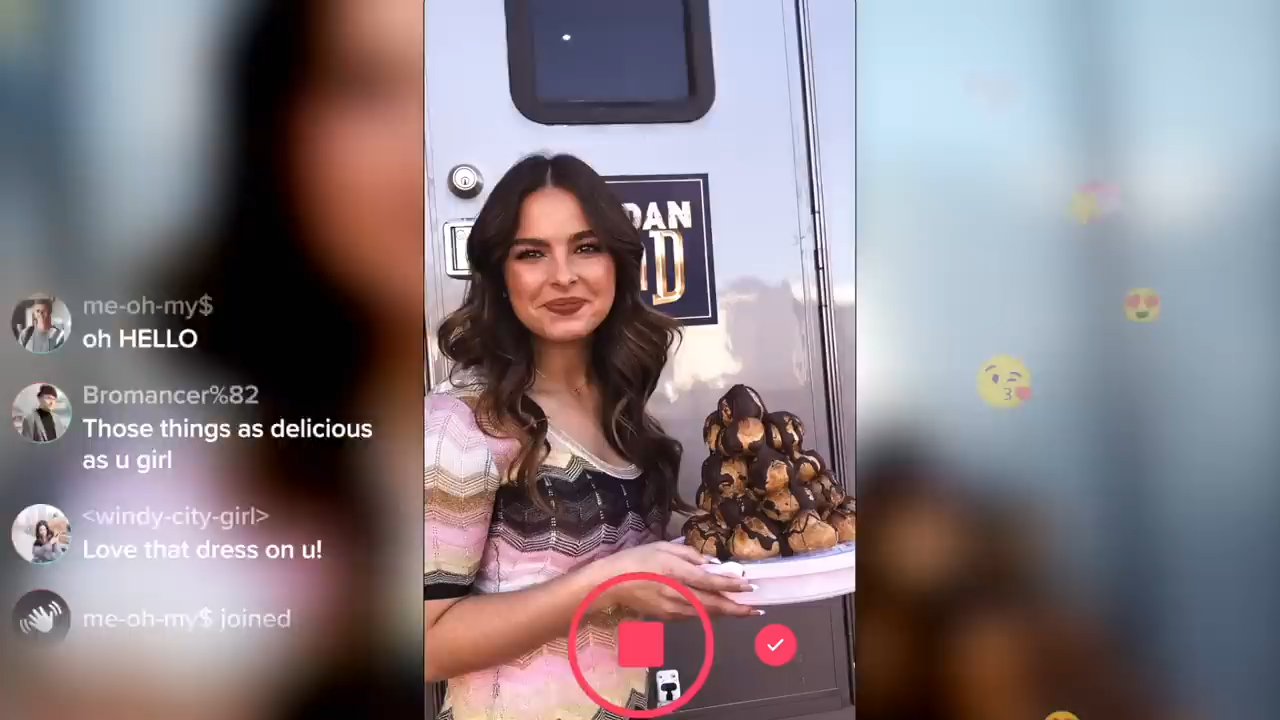 me-oh-my$
oh HELLO
Bromancer%82
Those things as delicious
as u girl
<windy-city-girl>
Love that dress on u!
me-oh-my$ joined
DAN
D